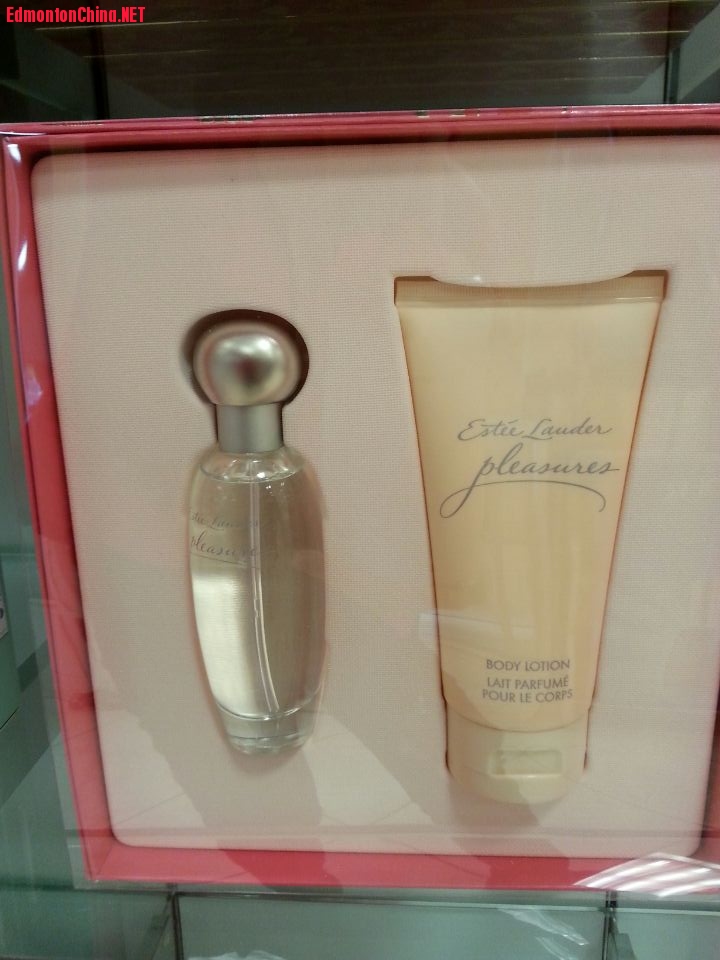 EdmontonChina.NET
Estée Lauder
pleasures
Estée Lauder
pleasures
BODY LOTION
LAIT PARFUMÉ
POUR LE CORPS